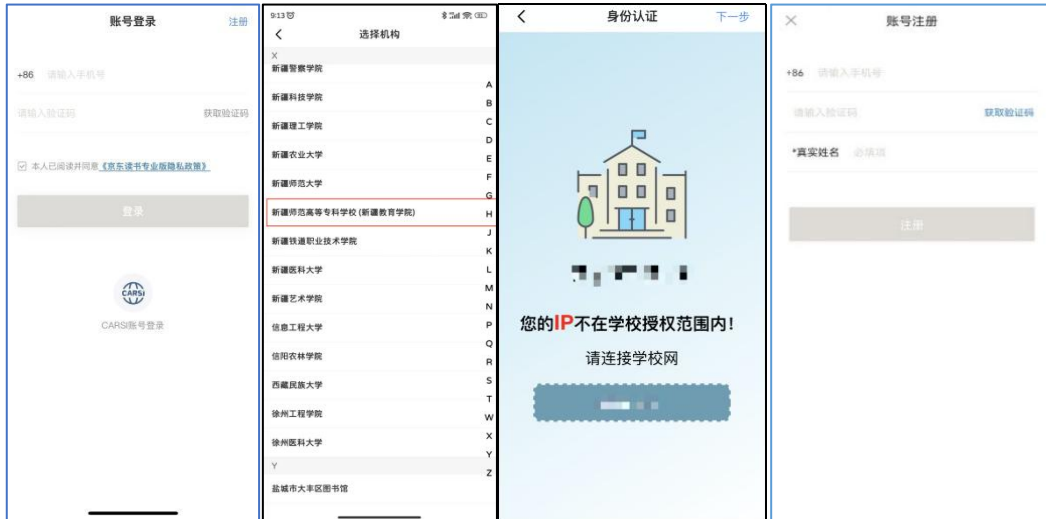 账号登录
注册
+86 请输入手机号
请输入验证码
获取验证码
本人已阅读并同意《京东读书专业版隐私政策》
登录
CARSI
CARSI账号登录
9:13
选择机构
X
新疆警察学院
新疆科技学院
新疆理工学院
新疆农业大学
新疆师范大学
新疆师范高等专科学校(新疆教育学院)
新疆铁道职业技术学院
新疆医科大学
新疆艺术学院
信息工程大学
信阳农林学院
西藏民族大学
徐州工程学院
徐州医科大学
Y
盐城市大丰区图书馆
A
B
C
D
E
F
G
H
J
K
L
M
N
P
Q
R
S
T
W
X
Y
Z
身份认证
下一步
您的IP不在学校授权范围内!
请连接学校网
账号注册
+86 请输入手机号
请输入验证码
获取验证码
*真实姓名 必填项
注册